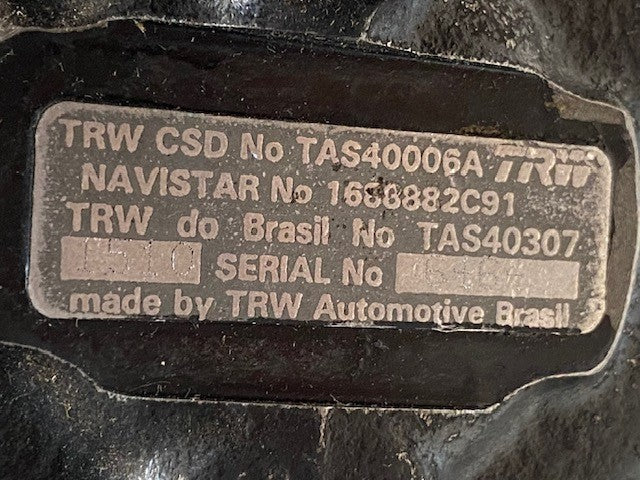 TRW CSD No TAS40006A TRW
NAVISTAR No 1688882C91
TRW do Brasil No TAS40307
SERIAL No
made by TRW Automotive Brasil